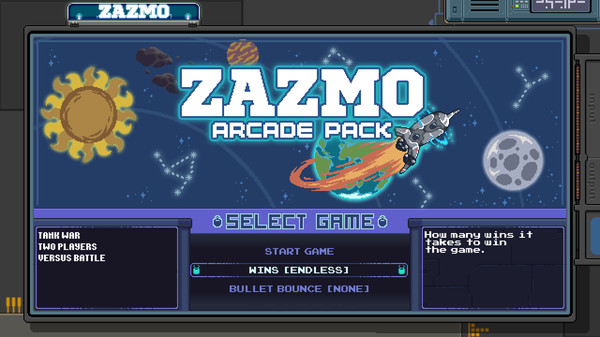 ZAZMO
ZAZMO
ARCADE PACK
SELECT GAME
TANK WAR
TWO PLAYERS
VERSUS BATTLE
START GAME
WINS [ENDLESS]
BULLET BOUNCE [NONE]
How many wins it
takes to win
the game.